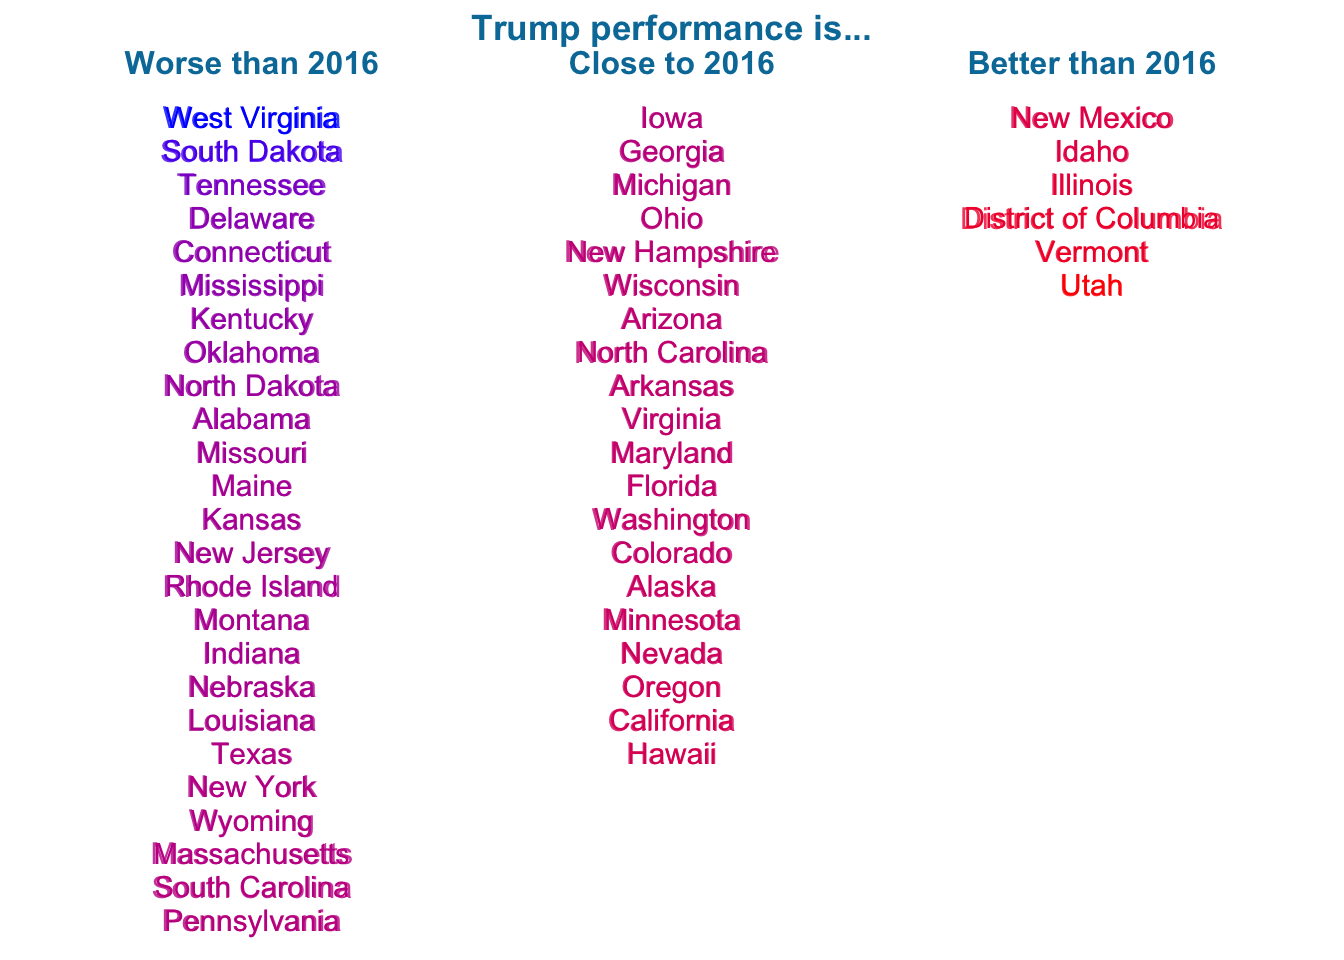 Trump performance is...
Worse than 2016
West Virginia
South Dakota
Tennessee
Delaware
Connecticut
Mississippi
Kentucky
Oklahoma
North Dakota
Alabama
Missouri
Maine
Kansas
New Jersey
Rhode Island
Montana
Indiana
Nebraska
Louisiana
Texas
New York
Wyoming
Massachusetts
South Carolina
Pennsylvania
Close to 2016
Iowa
Georgia
Michigan
Ohio
New Hampshire
Wisconsin
Arizona
North Carolina
Arkansas
Virginia
Maryland
Florida
Washington
Colorado
Alaska
Minnesota
Nevada
Oregon
California
Hawaii
Better than 2016
New Mexico
Idaho
Illinois
District of Columbia
Vermont
Utah